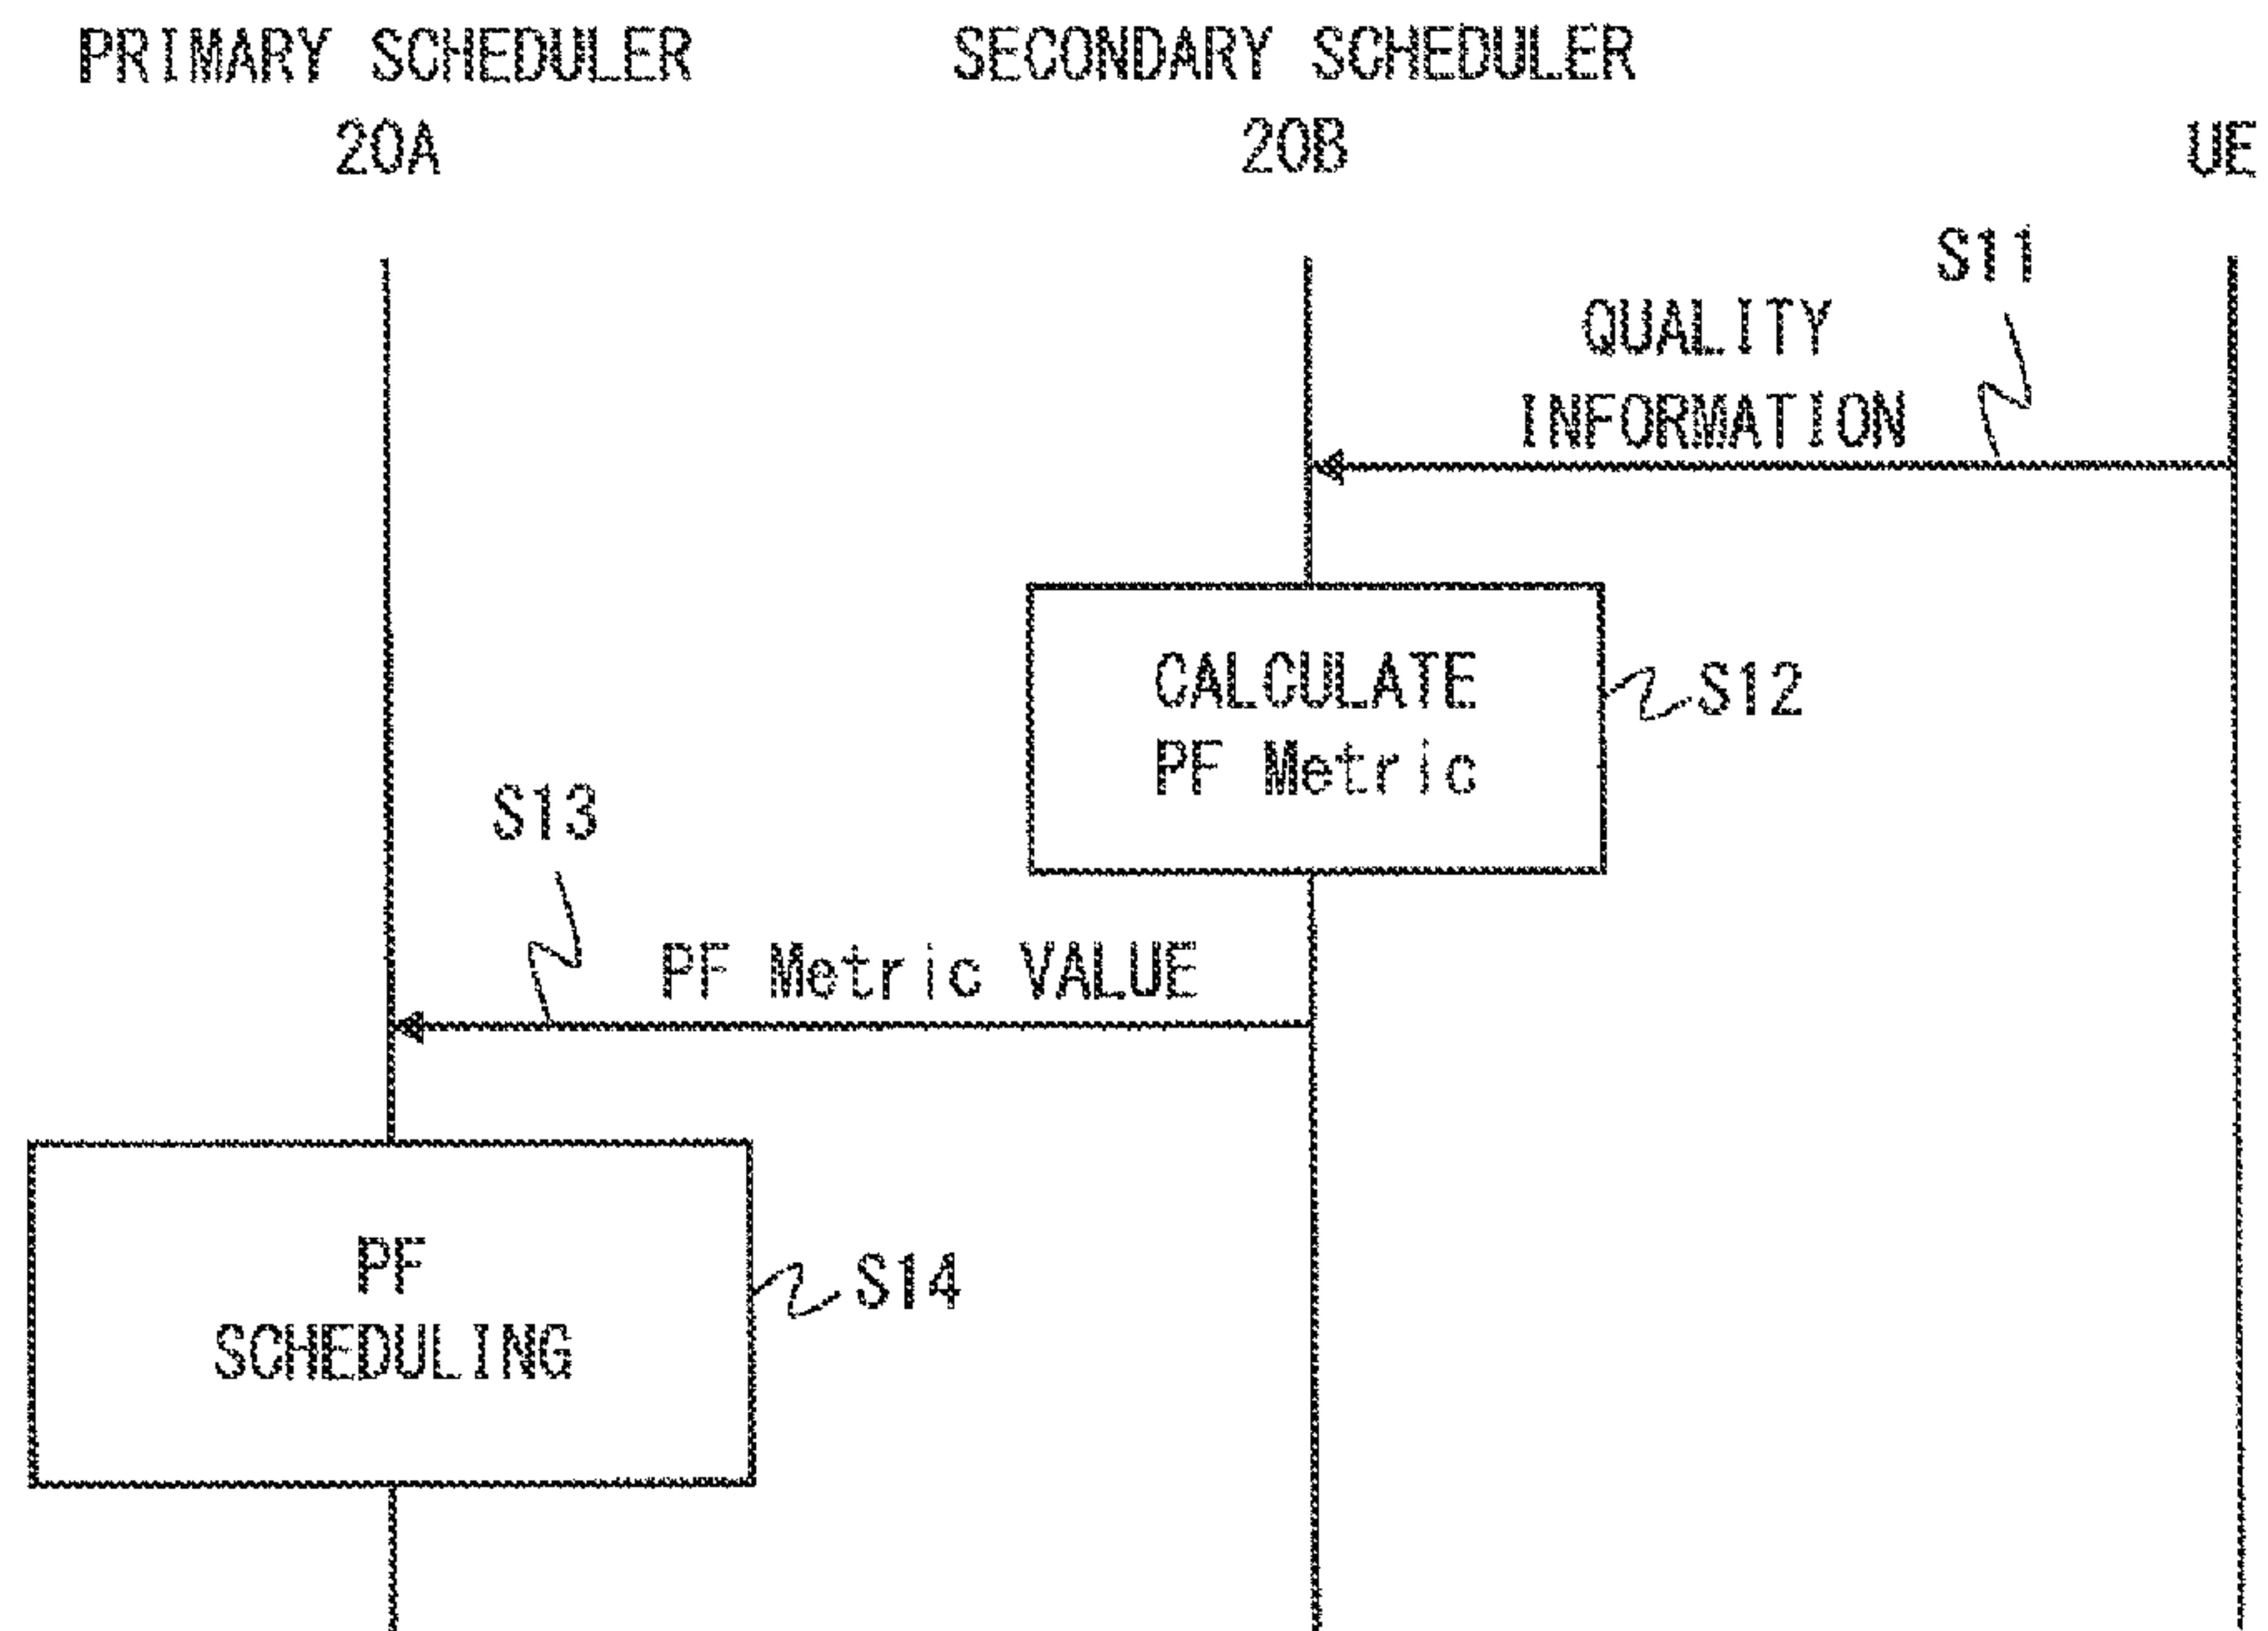 PRIMARY SCHEDULER
20A
SECONDARY SCHEDULER
20B
UE
S11
QUALITY
INFORMATION
CALCULATE
PF Metric
S12
S13
PF Metric VALUE
PF
SCHEDULING
S14